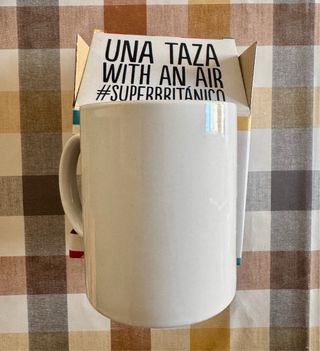 UNA TAZA
WITH AN AIR
#SUPERBRITÁNICO